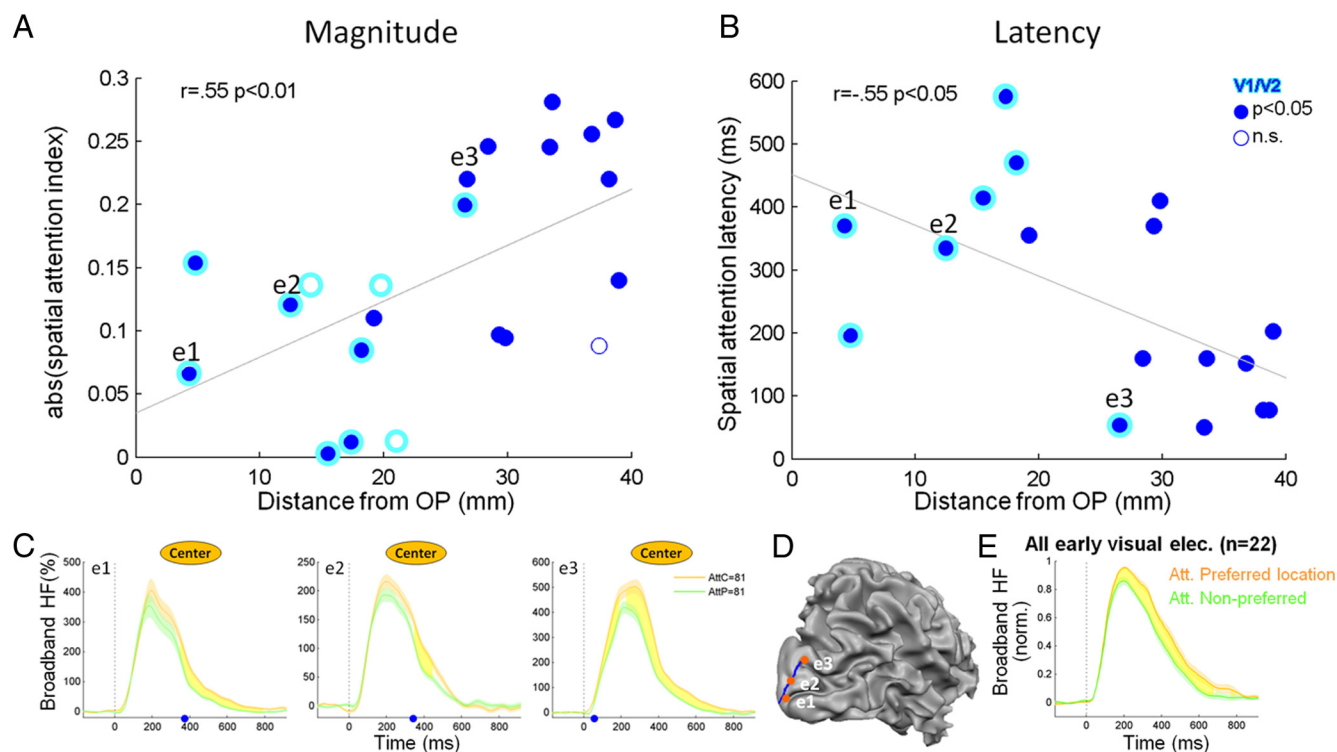 A
Magnitude
r=.55 p<0.01
abs(spatial attention index)
0.3
0.25
0.2
0.15
0.1
0.05
0
e1
e2
e3
0 10 20 30 40
Distance from OP (mm)
B
Latency
r=-.55 p<0.05
V1/V2
p<0.05
n.s.
Spatial attention latency (ms)
600
500
400
300
200
100
0
e1
e2
e3
0 10 20 30 40
Distance from OP (mm)
C
Center
e1
Broadband HF(%)
500
400
300
200
100
0
0 200 400 600 800
Center
e2
250
200
150
100
50
0
0 200 400 600 800
Time (ms)
Center
e3
AttC=81
AttP=81
600
500
400
300
200
100
0
0 200 400 600 800
D
e3
e2
e1
E
All early visual elec. (n=22)
Att. Preferred location
Att. Non-preferred
Broadband HF
(norm.)
1
0.8
0.6
0.4
0.2
0
0 200 400 600 800
Time (ms)